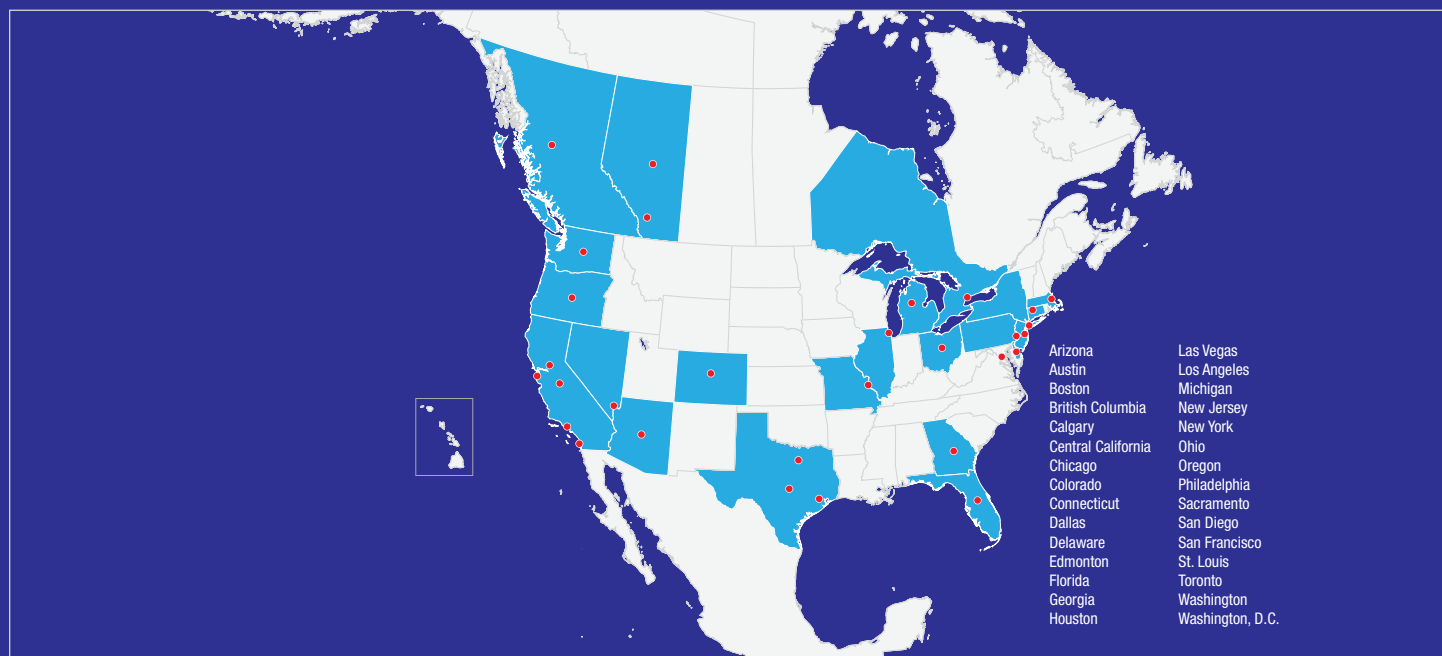 Arizona
Austin
Boston
British Columbia
Calgary
Central California
Chicago
Colorado
Connecticut
Dallas
Delaware
Edmonton
Florida
Georgia
Houston
Las Vegas
Los Angeles
Michigan
New Jersey
New York
Ohio
Oregon
Philadelphia
Sacramento
San Diego
San Francisco
St. Louis
Toronto
Washington
Washington, D.C.